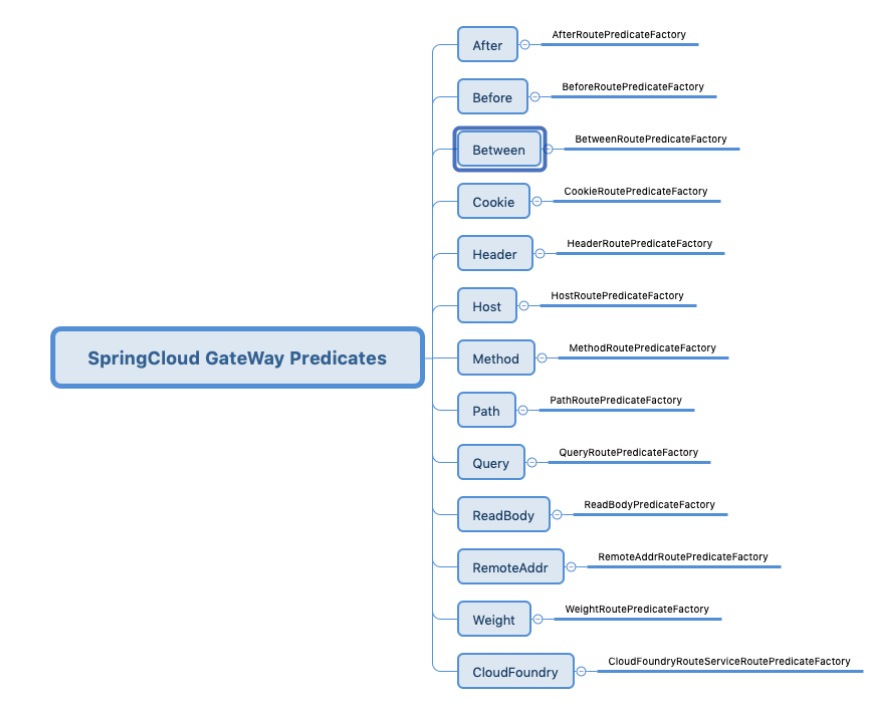 SpringCloud GateWay Predicates
After
AfterRoutePredicateFactory
Before
BeforeRoutePredicateFactory
Between
BetweenRoutePredicateFactory
Cookie
CookieRoutePredicateFactory
Header
HeaderRoutePredicateFactory
Host
HostRoutePredicateFactory
Method
MethodRoutePredicateFactory
Path
PathRoutePredicateFactory
Query
QueryRoutePredicateFactory
ReadBody
ReadBodyPredicateFactory
RemoteAddr
RemoteAddrRoutePredicateFactory
Weight
WeightRoutePredicateFactory
CloudFoundry
CloudFoundryRouteServiceRoutePredicateFactory